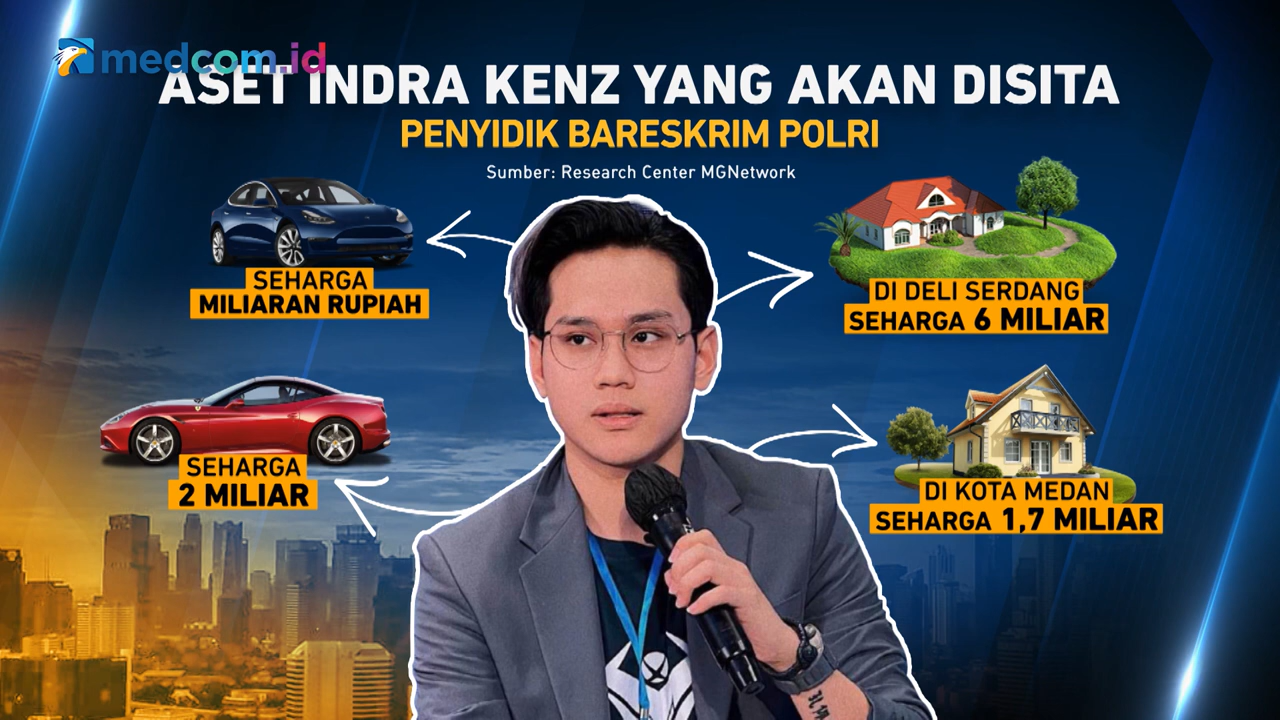 medcom.id
ASET INDRA KENZ YANG AKAN DISITA
PENYIDIK BARESKRIM POLRI
Sumber: Research Center MGNetwork
SEHARGA
MILIARAN RUPIAH
DI DELI SERDANG
SEHARGA 6 MILIAR
SEHARGA
2 MILIAR
DI KOTA MEDAN
SEHARGA 1,7 MILIAR